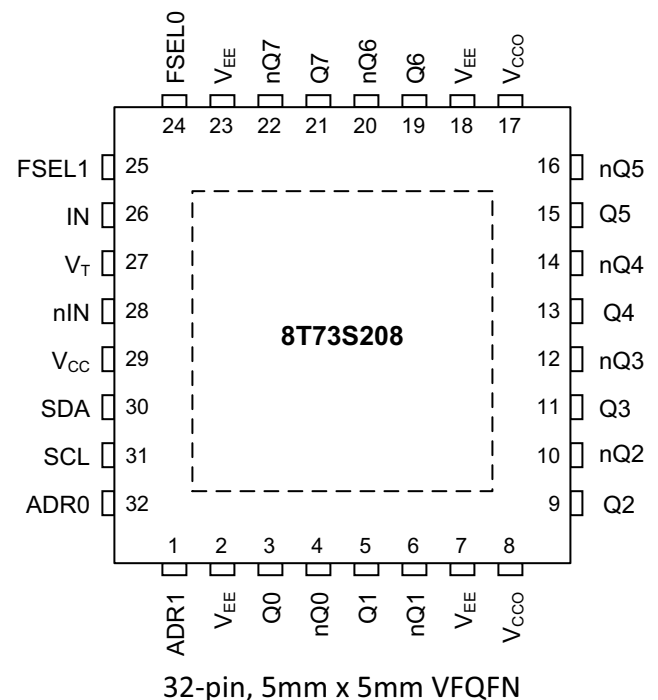 FSEL0 VEE nQ7 Q7 nQ6 Q6 VEE VCCO
24 23 22 21 20 19 18 17
FSEL1 25 16 nQ5
IN 26 15 Q5
VT 27 14 nQ4
nIN 28 13 Q4
8T73S208
VCC 29 12 nQ3
SDA 30 11 Q3
SCL 31 10 nQ2
ADR0 32 9 Q2
1 2 3 4 5 6 7 8
ADR1 VEE Q0 nQ0 Q1 nQ1 VEE VCCO
32-pin, 5mm x 5mm VFQFN